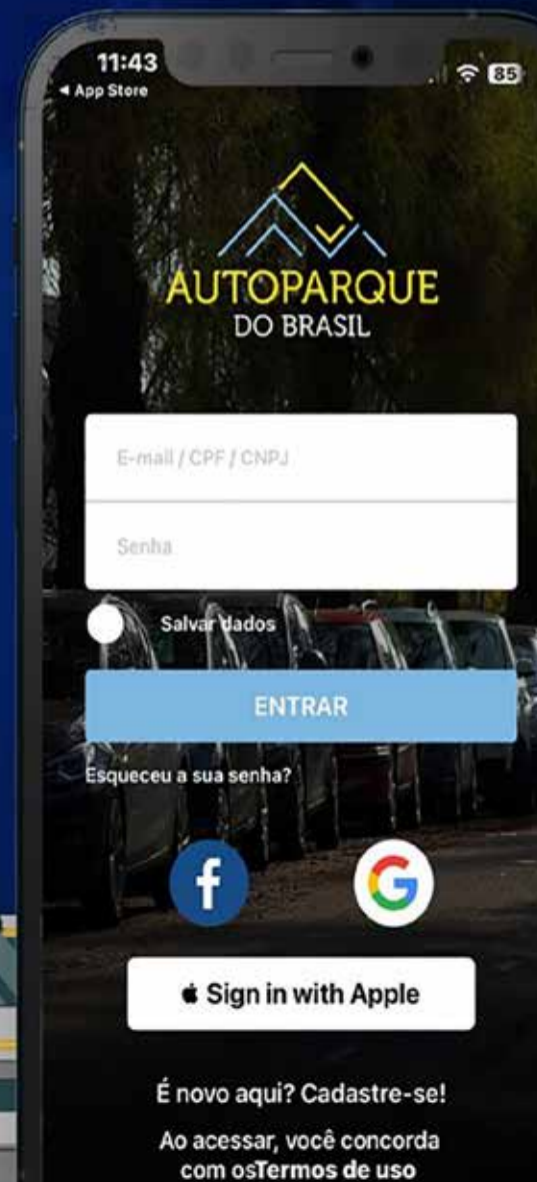 11:43
85
◀ App Store
AUTOPARQUE
DO BRASIL
E-mail / CPF / CNPJ
Senha
Salvar dados
ENTRAR
Esqueceu a sua senha?
f
G
Sign in with Apple
É novo aqui? Cadastre-se!
Ao acessar, você concorda
com osTermos de uso